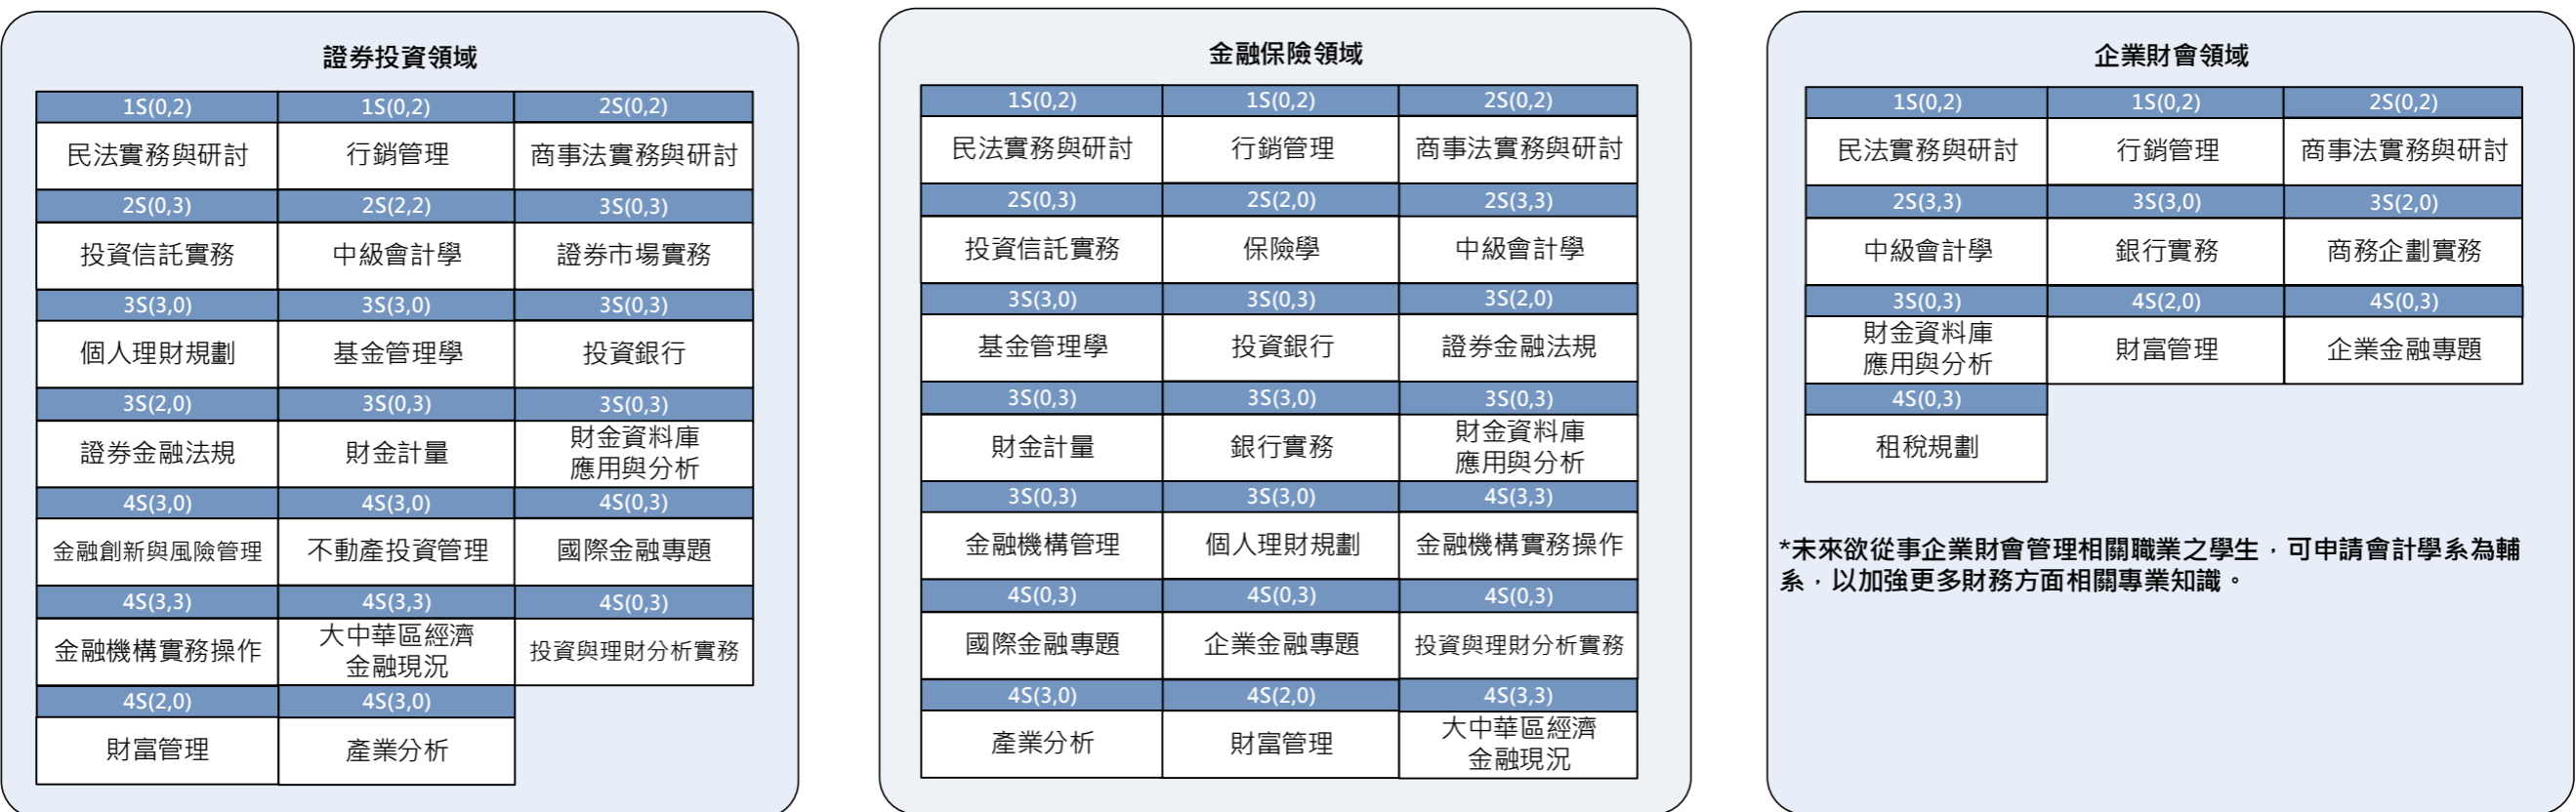 證券投資領域
1S(0,2) 1S(0,2) 2S(0,2)
民法實務與研討 行銷管理 商事法實務與研討
2S(0,3) 2S(2,2) 3S(0,3)
投資信託實務 中級會計學 證券市場實務
3S(3,0) 3S(3,0) 3S(0,3)
個人理財規劃 基金管理學 投資銀行
3S(2,0) 3S(0,3) 3S(0,3)
證券金融法規 財金計量 財金資料庫
應用與分析
4S(3,0) 4S(3,0) 4S(0,3)
金融創新與風險管理 不動產投資管理 國際金融專題
4S(3,3) 4S(3,3) 4S(0,3)
金融機構實務操作 大中華區經濟 投資與理財分析實務
金融現況
4S(2,0) 4S(3,0)
財富管理 產業分析
金融保險領域
1S(0,2) 1S(0,2) 2S(0,2)
民法實務與研討 行銷管理 商事法實務與研討
2S(0,3) 2S(2,0) 2S(3,3)
投資信託實務 保險學 中級會計學
3S(3,0) 3S(0,3) 3S(2,0)
基金管理學 投資銀行 證券金融法規
3S(0,3) 3S(3,0) 3S(0,3)
財金計量 銀行實務 財金資料庫
應用與分析
3S(0,3) 3S(3,0) 4S(3,3)
金融機構管理 個人理財規劃 金融機構實務操作
4S(0,3) 4S(0,3) 4S(0,3)
國際金融專題 企業金融專題 投資與理財分析實務
4S(3,0) 4S(2,0) 4S(3,3)
產業分析 財富管理 大中華區經濟
金融現況
企業財會領域
1S(0,2) 1S(0,2) 2S(0,2)
民法實務與研討 行銷管理 商事法實務與研討
2S(3,3) 3S(3,0) 3S(2,0)
中級會計學 銀行實務 商務企劃實務
3S(0,3) 4S(2,0) 4S(0,3)
財金資料庫 財富管理 企業金融專題
應用與分析
4S(0,3)
租稅規劃
*未來欲從事企業財會管理相關職業之學生，可申請會計學系為輔
系，以加強更多財務方面相關專業知識。